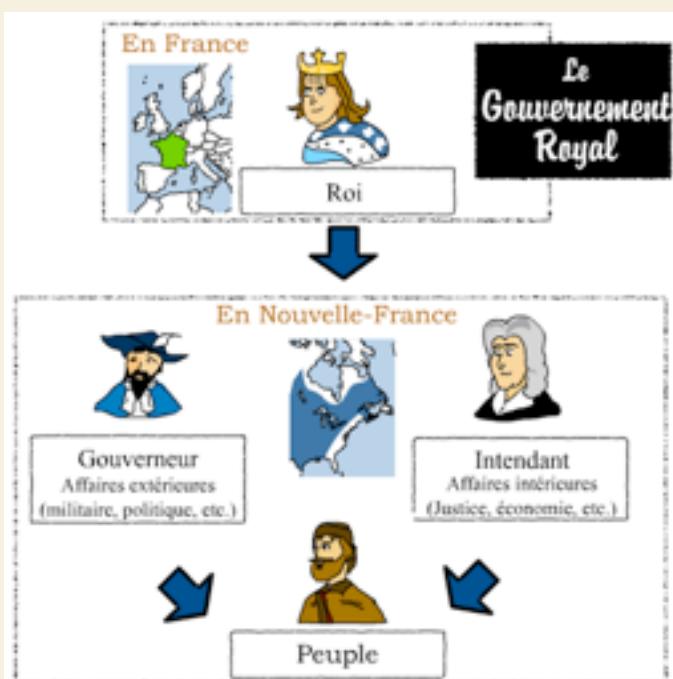 En France
Le
Gouvernement
Royal
Roi
En Nouvelle-France
Gouverneur
Affaires extérieures
(militaire, politique, etc.)
Intendant
Affaires intérieures
(Justice, économie, etc.)
Peuple